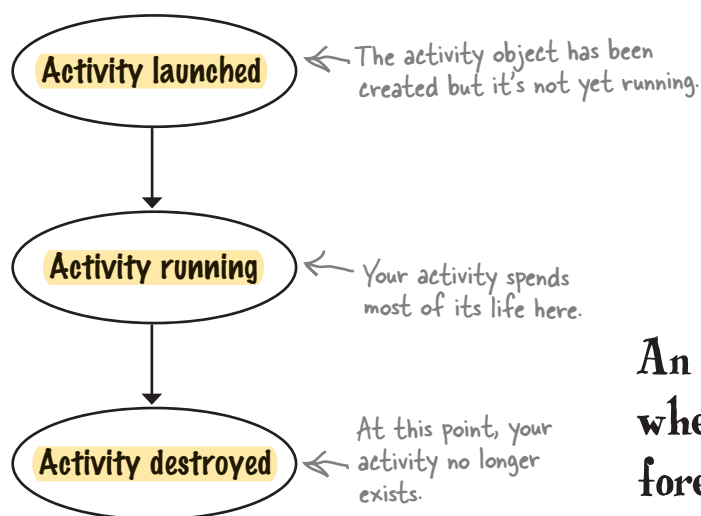 Activity launched
The activity object has been
created but it's not yet running.
Activity running
Your activity spends
most of its life here.
An
whe
fore
Activity destroyed
At this point, your
activity no longer
exists.